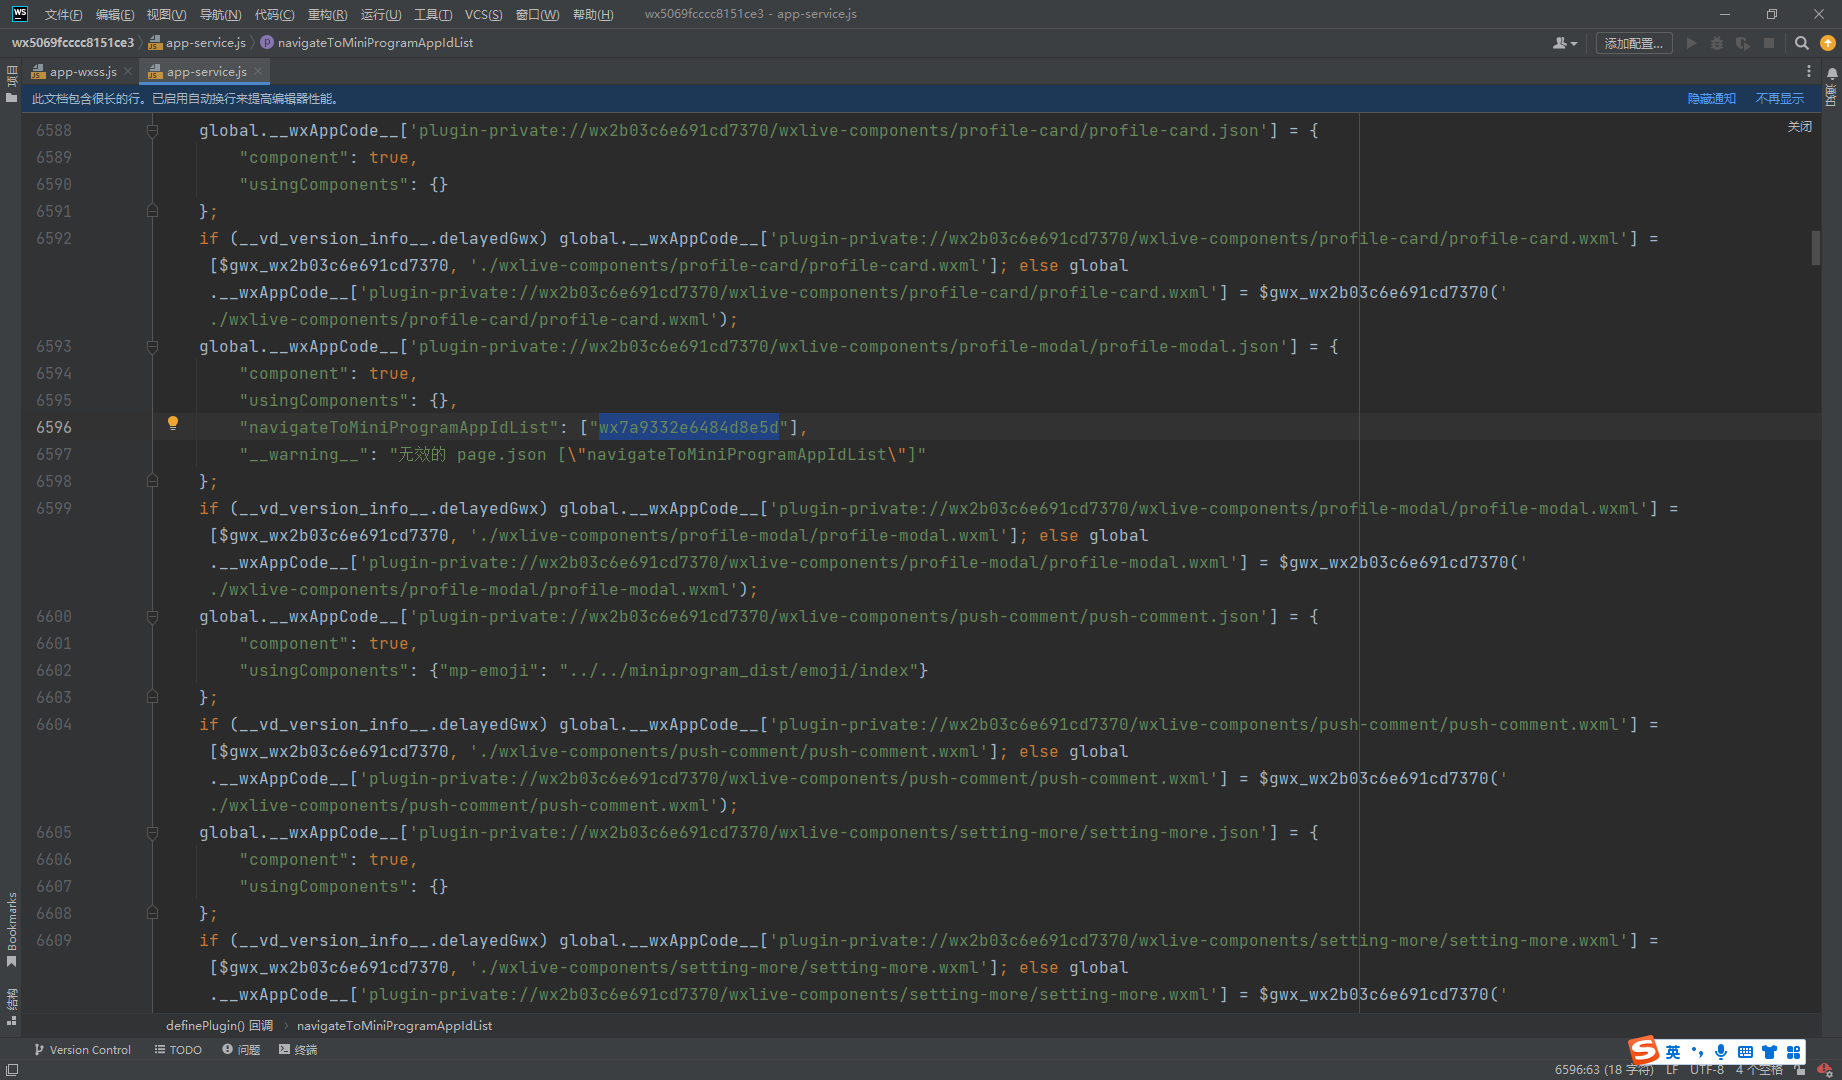 WS 文件(F) 编辑(E) 视图(V) 导航(N) 代码(C) 重构(R) 运行(U) 工具(T) VCS(S) 窗口(W) 帮助(H) wx5069fcccc8151ce3 - app-service.js
wx5069fcccc8151ce3 app-service.js navigateToMiniProgramAppIdList 添加配置...
项目 app-wxss.js app-service.js
通知
此文档包含很长的行。已启用自动换行来提高编辑器性能。 隐藏通知 不再显示
关闭
6588 global.__wxAppCode__['plugin-private://wx2b03c6e691cd7370/wxlive-components/profile-card/profile-card.json'] = {
6589 "component": true,
6590 "usingComponents": {}
6591 };
6592 if (__vd_version_info__.delayedGwx) global.__wxAppCode__['plugin-private://wx2b03c6e691cd7370/wxlive-components/profile-card/profile-card.wxml'] =
[$gwx_wx2b03c6e691cd7370, './wxlive-components/profile-card/profile-card.wxml']; else global
.__wxAppCode__['plugin-private://wx2b03c6e691cd7370/wxlive-components/profile-card/profile-card.wxml'] = $gwx_wx2b03c6e691cd7370('
./wxlive-components/profile-card/profile-card.wxml');
6593 global.__wxAppCode__['plugin-private://wx2b03c6e691cd7370/wxlive-components/profile-modal/profile-modal.json'] = {
6594 "component": true,
6595 "usingComponents": {},
6596 "navigateToMiniProgramAppIdList": ["wx7a9332e6484d8e5d"],
6597 "__warning__": "无效的 page.json [\"navigateToMiniProgramAppIdList\"]"
6598 };
6599 if (__vd_version_info__.delayedGwx) global.__wxAppCode__['plugin-private://wx2b03c6e691cd7370/wxlive-components/profile-modal/profile-modal.wxml'] =
[$gwx_wx2b03c6e691cd7370, './wxlive-components/profile-modal/profile-modal.wxml']; else global
.__wxAppCode__['plugin-private://wx2b03c6e691cd7370/wxlive-components/profile-modal/profile-modal.wxml'] = $gwx_wx2b03c6e691cd7370('
./wxlive-components/profile-modal/profile-modal.wxml');
6600 global.__wxAppCode__['plugin-private://wx2b03c6e691cd7370/wxlive-components/push-comment/push-comment.json'] = {
6601 "component": true,
6602 "usingComponents": {"mp-emoji": "../../miniprogram_dist/emoji/index"}
6603 };
6604 if (__vd_version_info__.delayedGwx) global.__wxAppCode__['plugin-private://wx2b03c6e691cd7370/wxlive-components/push-comment/push-comment.wxml'] =
[$gwx_wx2b03c6e691cd7370, './wxlive-components/push-comment/push-comment.wxml']; else global
.__wxAppCode__['plugin-private://wx2b03c6e691cd7370/wxlive-components/push-comment/push-comment.wxml'] = $gwx_wx2b03c6e691cd7370('
./wxlive-components/push-comment/push-comment.wxml');
6605 global.__wxAppCode__['plugin-private://wx2b03c6e691cd7370/wxlive-components/setting-more/setting-more.json'] = {
6606 "component": true,
6607 "usingComponents": {}
6608 };
6609 if (__vd_version_info__.delayedGwx) global.__wxAppCode__['plugin-private://wx2b03c6e691cd7370/wxlive-components/setting-more/setting-more.wxml'] =
[$gwx_wx2b03c6e691cd7370, './wxlive-components/setting-more/setting-more.wxml']; else global
.__wxAppCode__['plugin-private://wx2b03c6e691cd7370/wxlive-components/setting-more/setting-more.wxml'] = $gwx_wx2b03c6e691cd7370('
Bookmarks
结构
definePlugin() 回调 navigateToMiniProgramAppIdList
Version Control TODO 问题 终端
S 英
6596:63 (18 字符) LF UTF-8 4 个空格